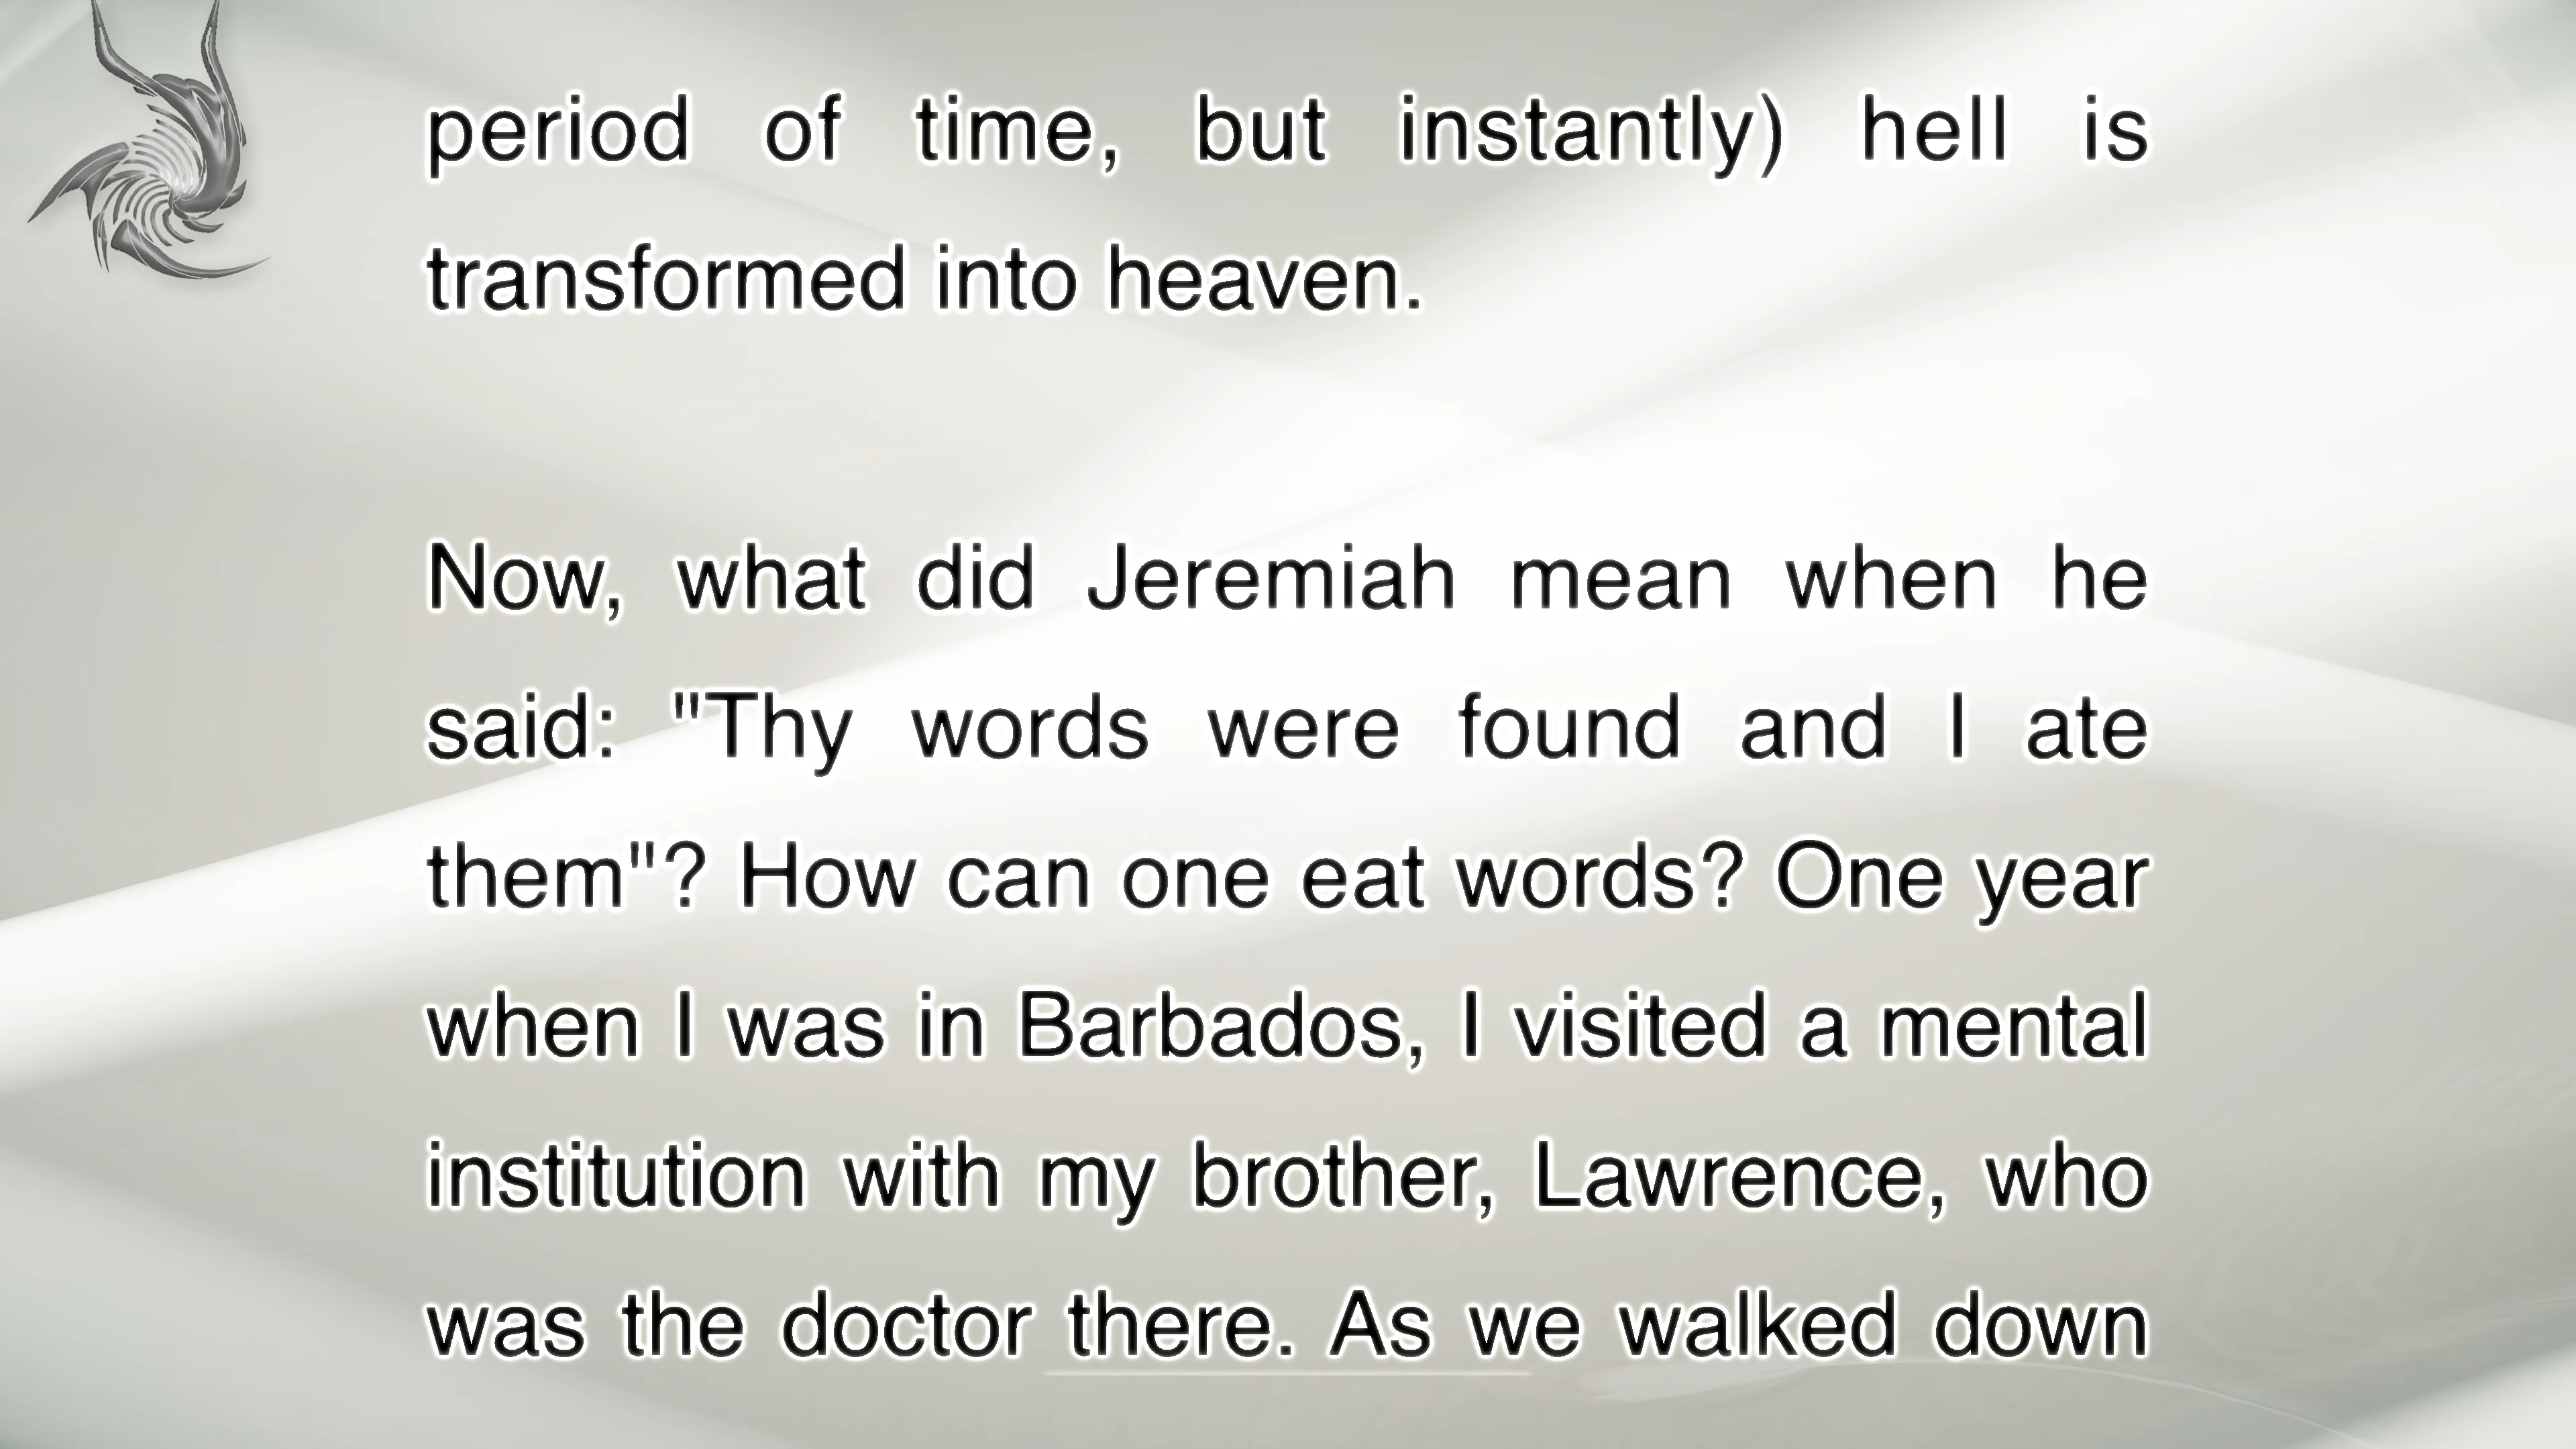 period of time, but instantly) hell is
transformed into heaven.
Now, what did Jeremiah mean when he
said: "Thy words were found and I ate
them"? How can one eat words? One year
when I was in Barbados, I visited a mental
institution with my brother, Lawrence, who
was the doctor there. As we walked down